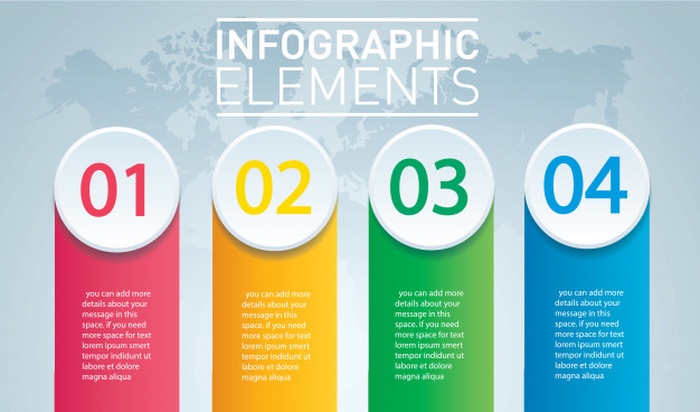 INFOGRAPHIC
ELEMENTS
01
02
03
04
you can add more
details about your
message in this
space. if you need
more space for text
lorem ipsum smert
tempor indidunt ut
labore et dolore
magna aliqua
you can add more
details about your
message in this
space. if you need
more space for text
lorem ipsum smert
tempor indidunt ut
labore et dolore
magna aliqua
you can add more
details about your
message in this
space. if you need
more space for text
lorem ipsum smert
tempor indidunt ut
labore et dolore
magna aliqua
you can add more
details about your
message in this
space. if you need
more space for text
lorem ipsum smert
tempor indidunt ut
labore et dolore
magna aliqua